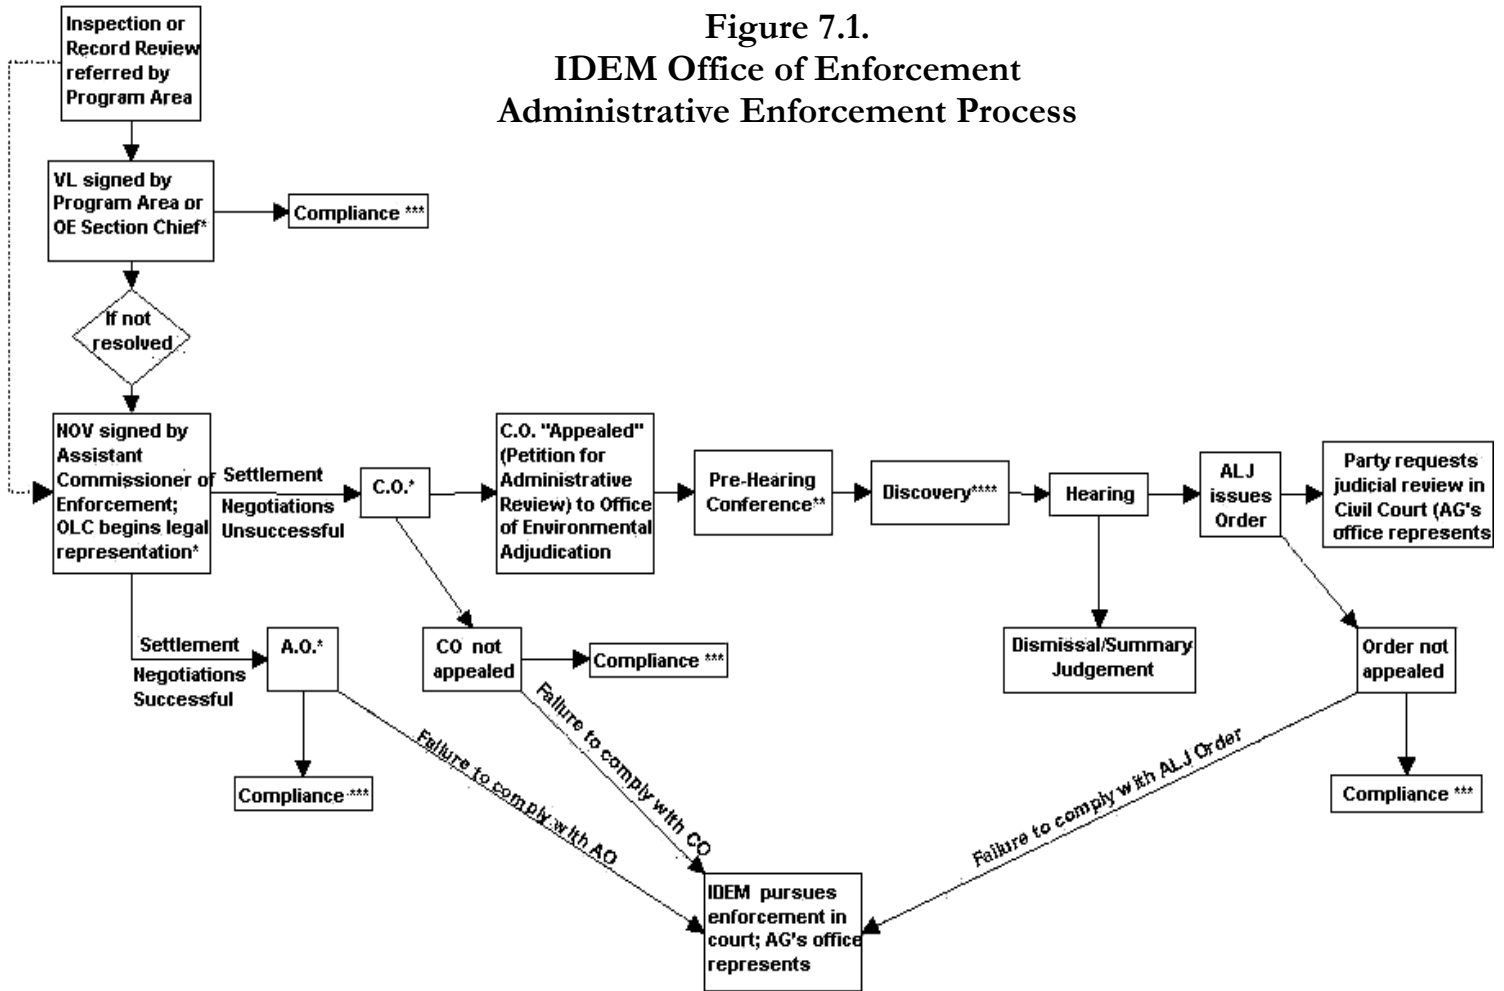 Figure 7.1.
IDEM Office of Enforcement
Administrative Enforcement Process
Inspection or
Record Review
referred by
Program Area
VL signed by
Program Area or
OE Section Chief*
Compliance ***
If not
resolved
NOV signed by
Assistant
Commissioner of
Enforcement;
OLC begins legal
representation*
Settlement
Negotiations
Unsuccessful
C.O.*
C.O. "Appealed"
(Petition for
Administrative
Review) to Office
of Environmental
Adjudication
Pre-Hearing
Conference**
Discovery****
Hearing
ALJ
issues
Order
Party requests
judicial review in
Civil Court (AG's
office represents
Settlement
Negotiations
Successful
A.O.*
CO not
appealed
Compliance ***
Dismissal/Summary
Judgement
Order not
appealed
Compliance ***
Failure to comply with AO
Failure to comply with CO
Failure to comply with ALJ Order
Compliance ***
IDEM pursues
enforcement in
court; AG's office
represents